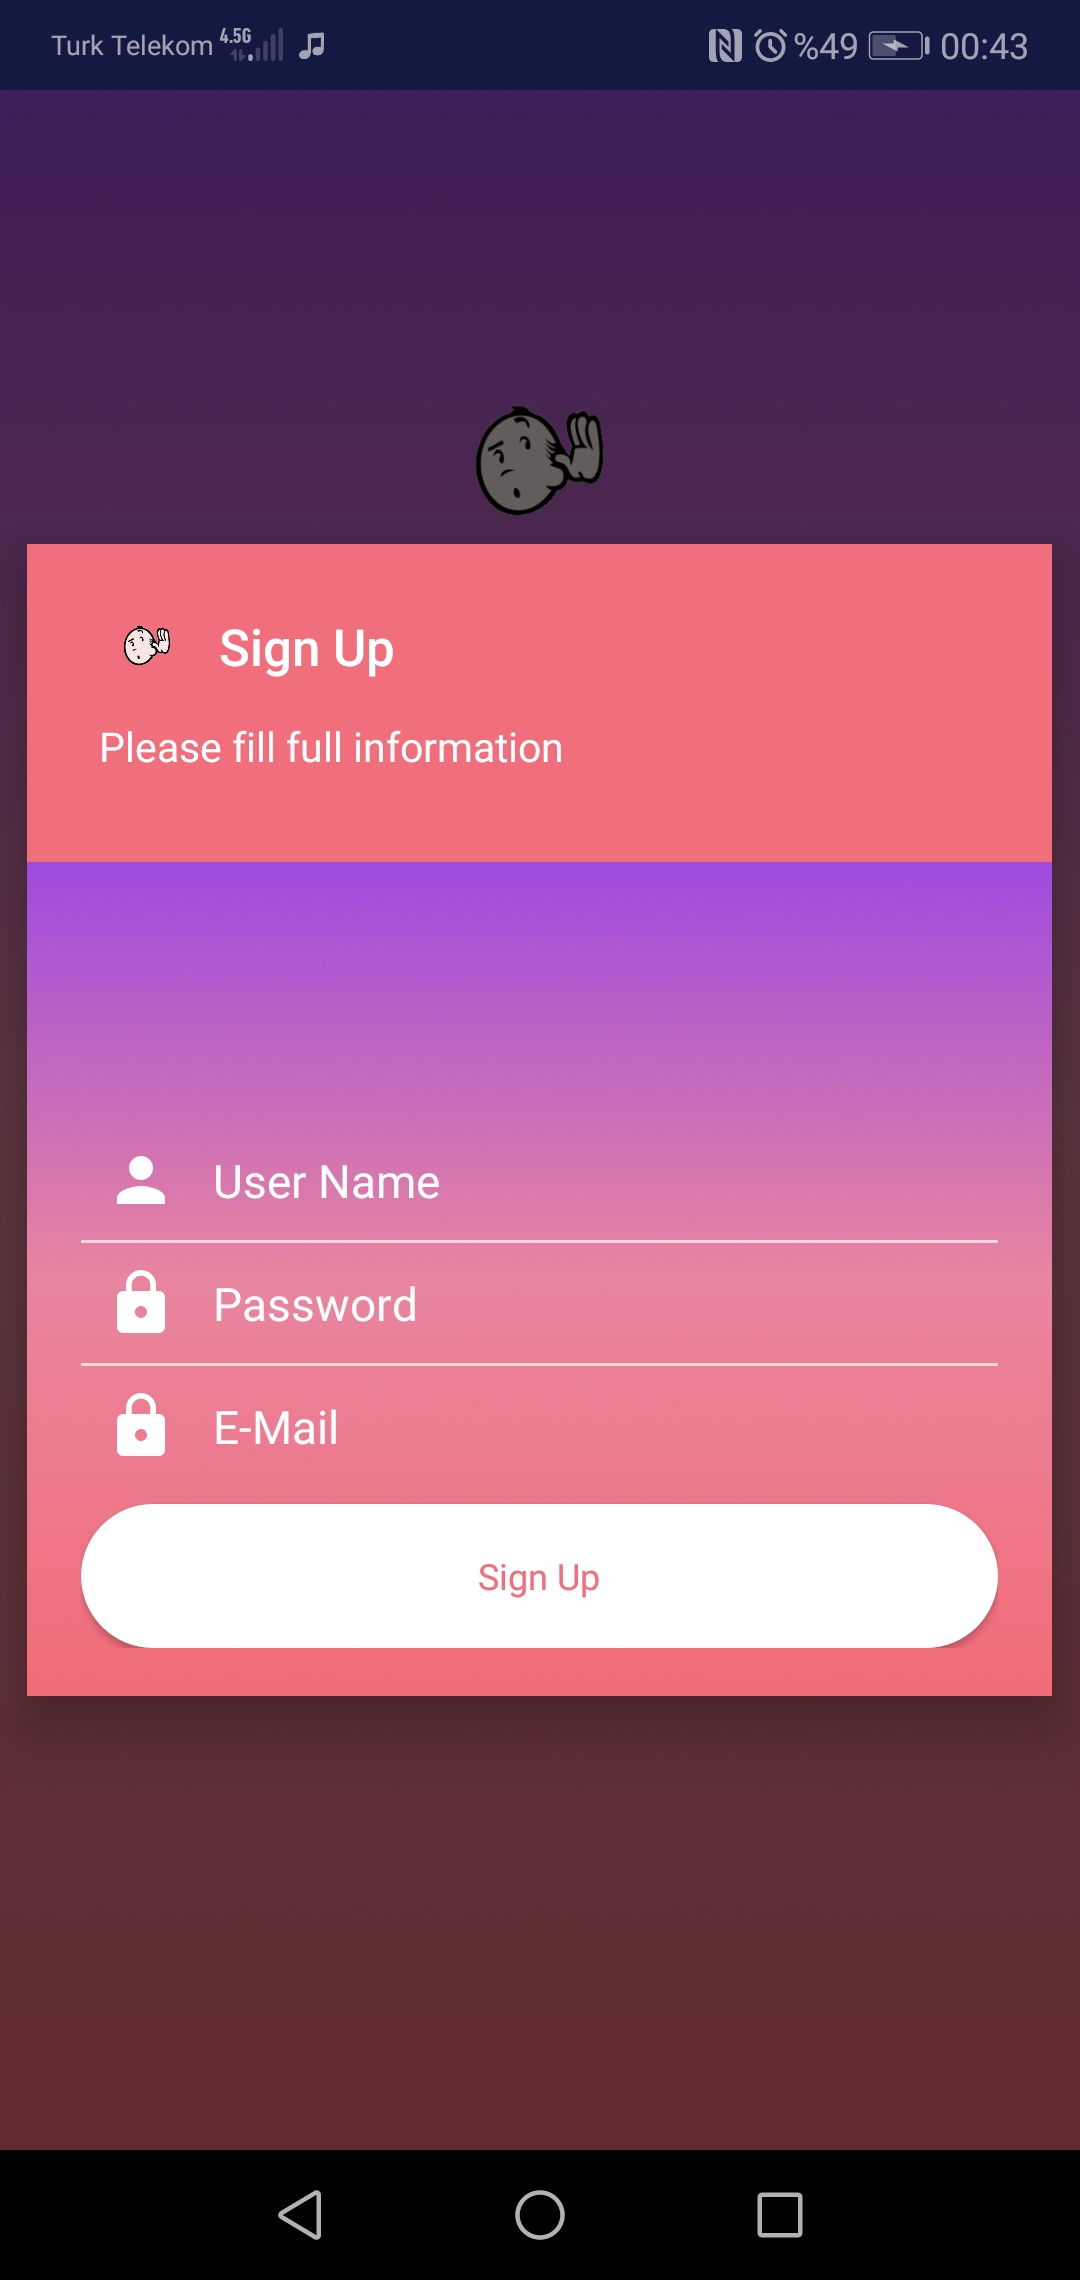 Turk Telekom 4.5G %49 00:43
Sign Up
Please fill full information
User Name
Password
E-Mail
Sign Up